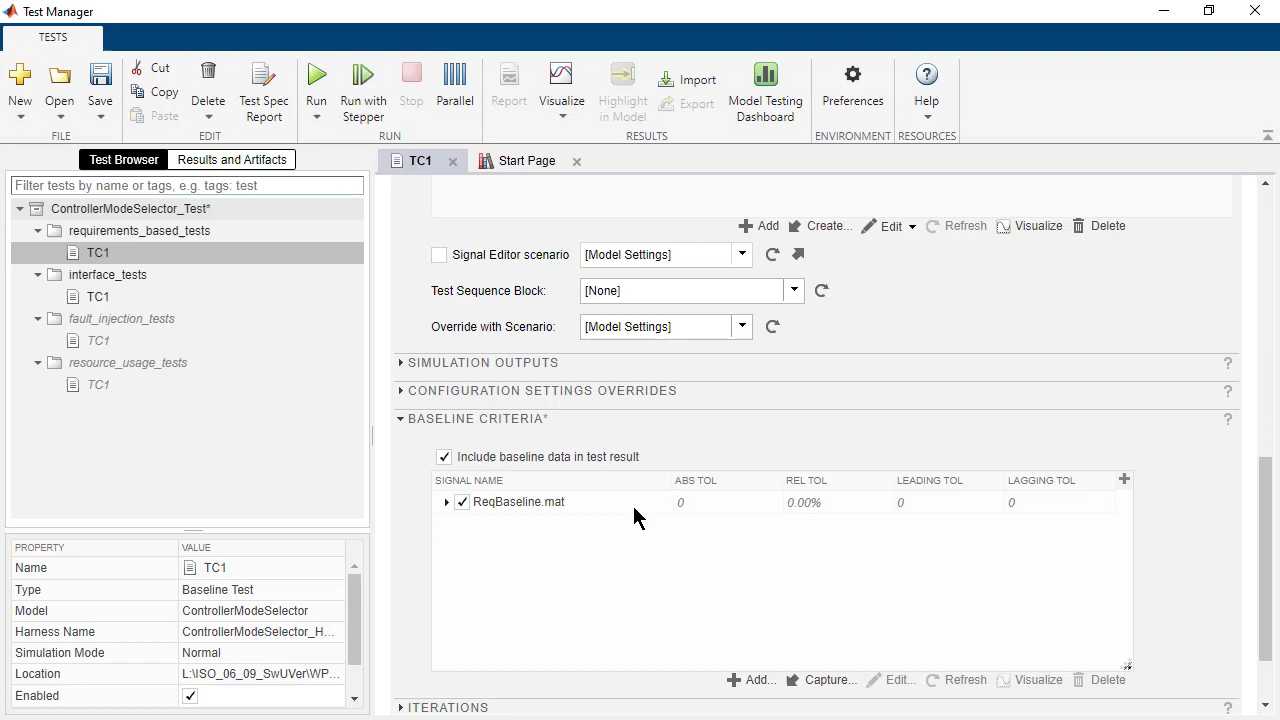 Test Manager
TESTS
New
Open
Save
Cut
Copy
Paste
Delete
Test Spec
Report
Run
Run with
Stepper
Stop
Parallel
Report
Visualize
Highlight
in Model
Import
Export
Model Testing
Dashboard
Preferences
Help
FILE
EDIT
RUN
RESULTS
ENVIRONMENT
RESOURCES
Test Browser
Results and Artifacts
Filter tests by name or tags, e.g. tags: test
ControllerModeSelector_Test*
requirements_based_tests
TC1
interface_tests
TC1
fault_injection_tests
TC1
resource_usage_tests
TC1
PROPERTY VALUE
Name TC1
Type Baseline Test
Model ControllerModeSelector
Harness Name ControllerModeSelector_H...
Simulation Mode Normal
Location L:\ISO_06_09_SwUVer\WP...
Enabled
TC1
Start Page
Add Create... Edit Refresh Visualize Delete
Signal Editor scenario [Model Settings]
Test Sequence Block: [None]
Override with Scenario: [Model Settings]
SIMULATION OUTPUTS ?
CONFIGURATION SETTINGS OVERRIDES ?
BASELINE CRITERIA* ?
Include baseline data in test result
SIGNAL NAME ABS TOL REL TOL LEADING TOL LAGGING TOL
ReqBaseline.mat 0 0.00% 0 0
Add... Capture... Edit... Refresh Visualize Delete
ITERATIONS ?